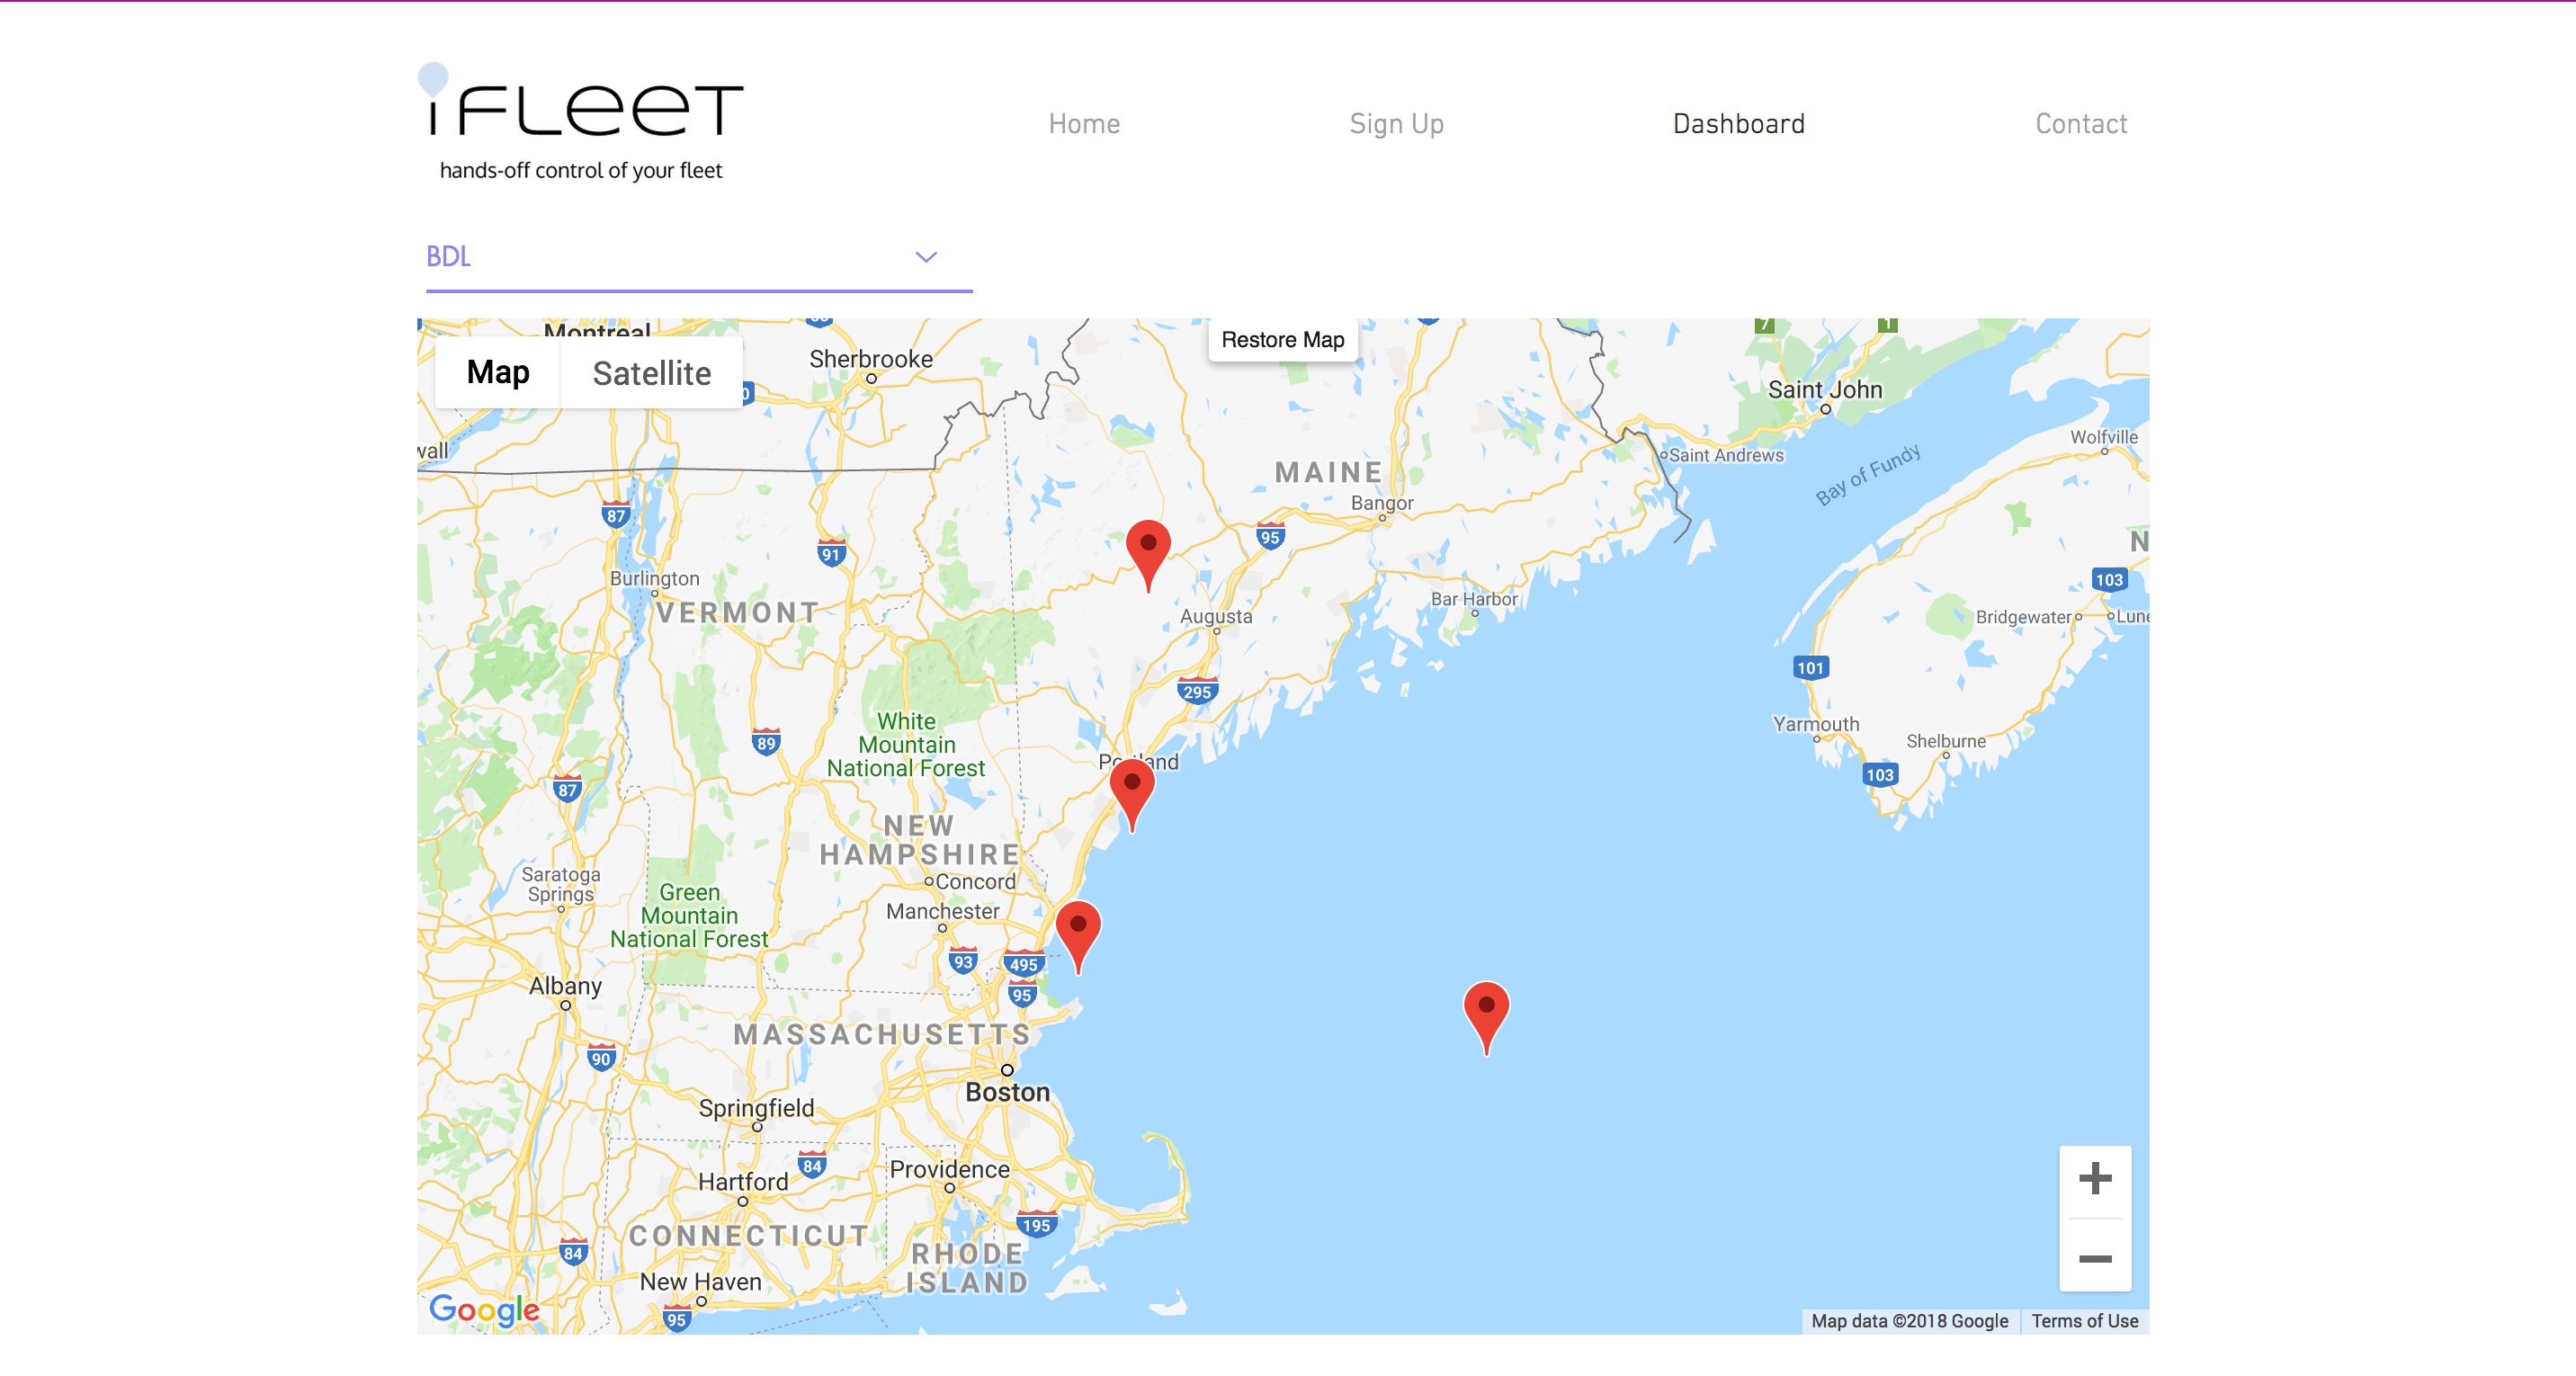 iFLeeT
hands-off control of your fleet
Home
Sign Up
Dashboard
Contact
BDL
Montreal
Map
Satellite
Restore Map
Sherbrooke
7
1
Saint John
wall
Wolfville
Saint Andrews
Bay of Fundy
MAINE
Bangor
87
95
91
N
103
Burlington
VERMONT
Bar Harbor
Augusta
Bridgewater
Lune
101
295
White
Mountain
National Forest
Yarmouth
Shelburne
89
103
Portland
87
NEW
HAMPSHIRE
Concord
Saratoga
Springs
Green
Mountain
National Forest
Manchester
93
495
95
Albany
MASSACHUSETTS
90
Boston
Springfield
84
Providence
Hartford
195
CONNECTICUT
84
RHODE
ISLAND
New Haven
Google
95
Map data ©2018 Google
Terms of Use